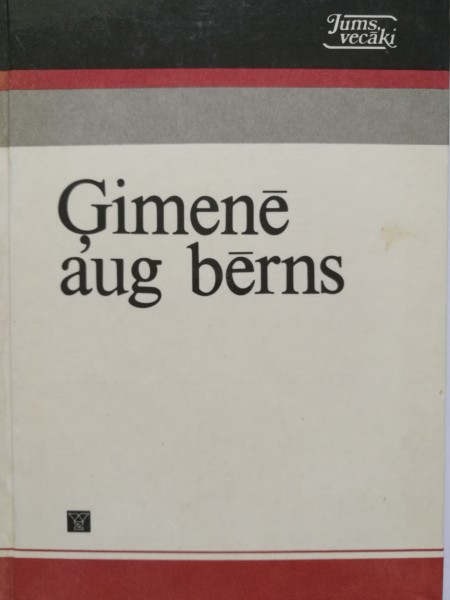 Jums,
vecāki
Ģimenē
aug bērns